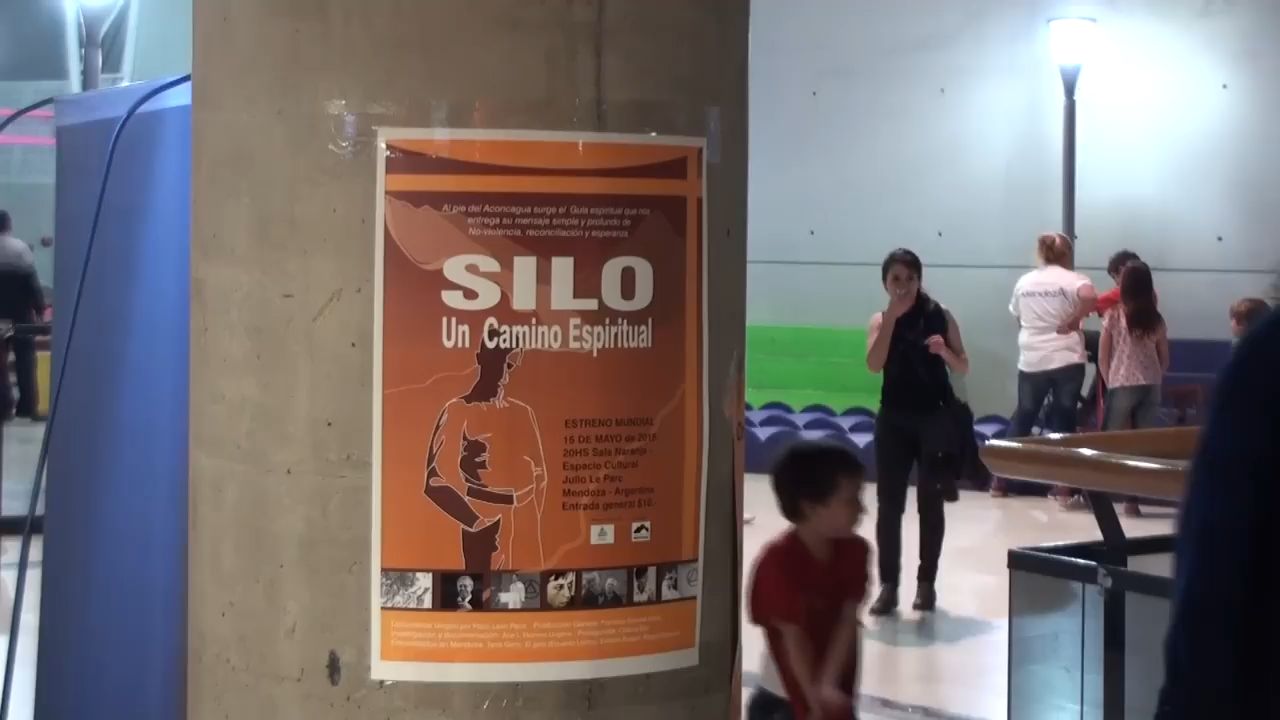 Al pie del Aconcagua surge el Guía espiritual que nos
entrega su mensaje simple y profundo de
No-violencia, reconciliación y esperanza.
SILO
Un Camino Espiritual
ESTRENO MUNDIAL
15 DE MAYO de 2015
20HS Sala Naranja -
Espacio Cultural
Julio Le Parc
Mendoza - Argentina
Entrada general $10.-